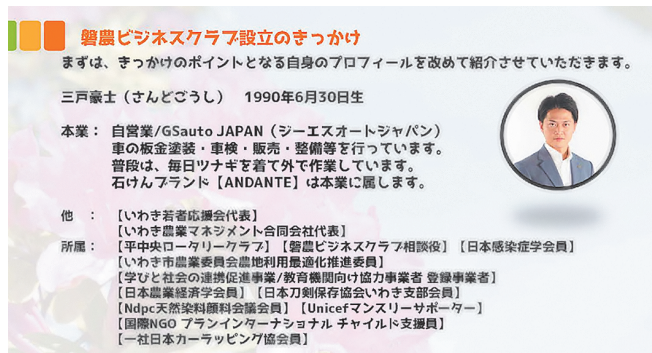 磐農ビジネスクラブ設立のきっかけ
まずは、きっかけのポイントとなる自身のプロフィールを改めて紹介させていただきます。
三戸豪士（さんどごうし） 1990年6月30日生
本業： 自営業/GSauto JAPAN（ジーエスオートジャパン）
車の板金塗装・車検・販売・整備等を行っています。
普段は、毎日ツナギを着て外で作業しています。
石けんブランド【ANDANTE】は本業に属します。
他 ： 【いわき若者応援会代表】
【いわき農業マネジメント合同会社代表】
所属： 【平中央ロータリークラブ】【磐農ビジネスクラブ相談役】【日本感染症学会員】
【いわき市農業委員会農地利用最適化推進委員】
【学びと社会の連携促進事業/教育機関向け協力事業者 登録事業者】
【日本農業経済学会員】【日本刀剣保存協会いわき支部会員】
【Ndpc天然染料顔料会議会員】【Unicefマンスリーサポーター】
【国際NGO プランインターナショナル チャイルド支援員】
【一社日本カーラッピング協会員】